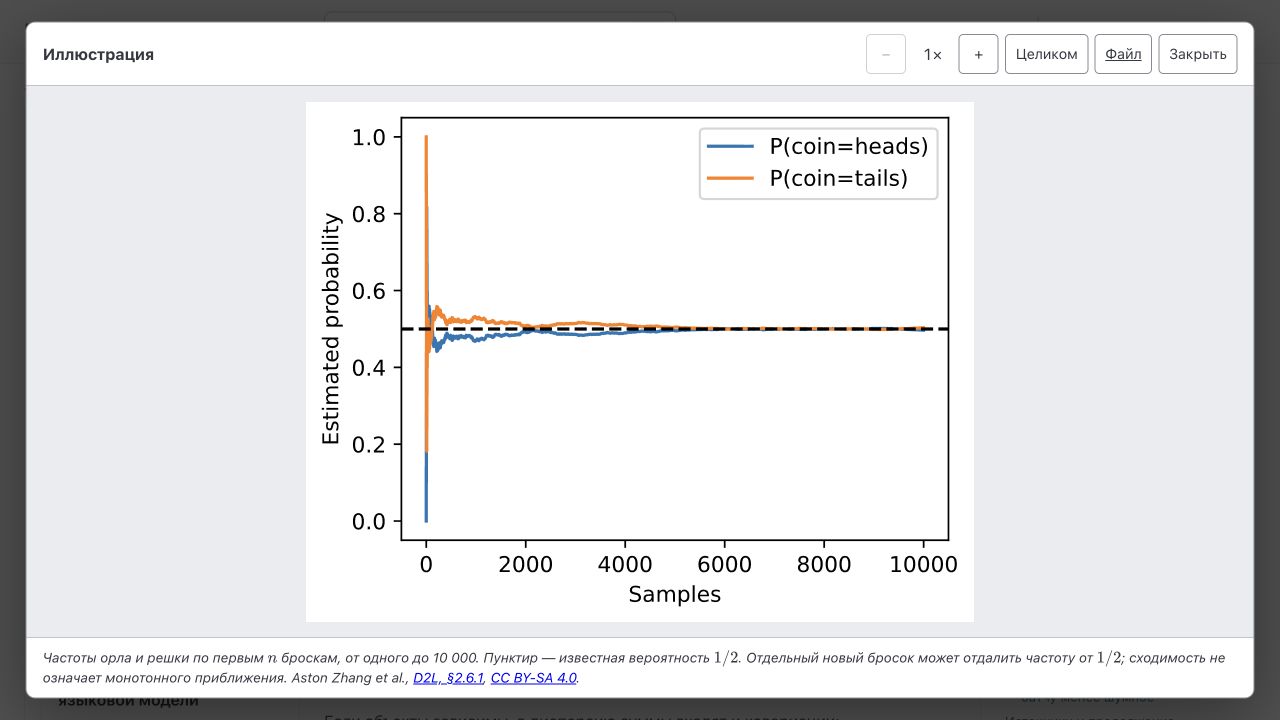 Иллюстрация
− 1× + Целиком Файл Закрыть
P(coin=heads)
P(coin=tails)
Estimated probability
1.0
0.8
0.6
0.4
0.2
0.0
0 2000 4000 6000 8000 10000
Samples
Частоты орла и решки по первым n броскам, от одного до 10 000. Пунктир — известная вероятность 1/2. Отдельный новый бросок может отдалить частоту от 1/2; сходимость не
означает монотонного приближения. Aston Zhang et al., D2L, §2.6.1, CC BY-SA 4.0.
языковой модели